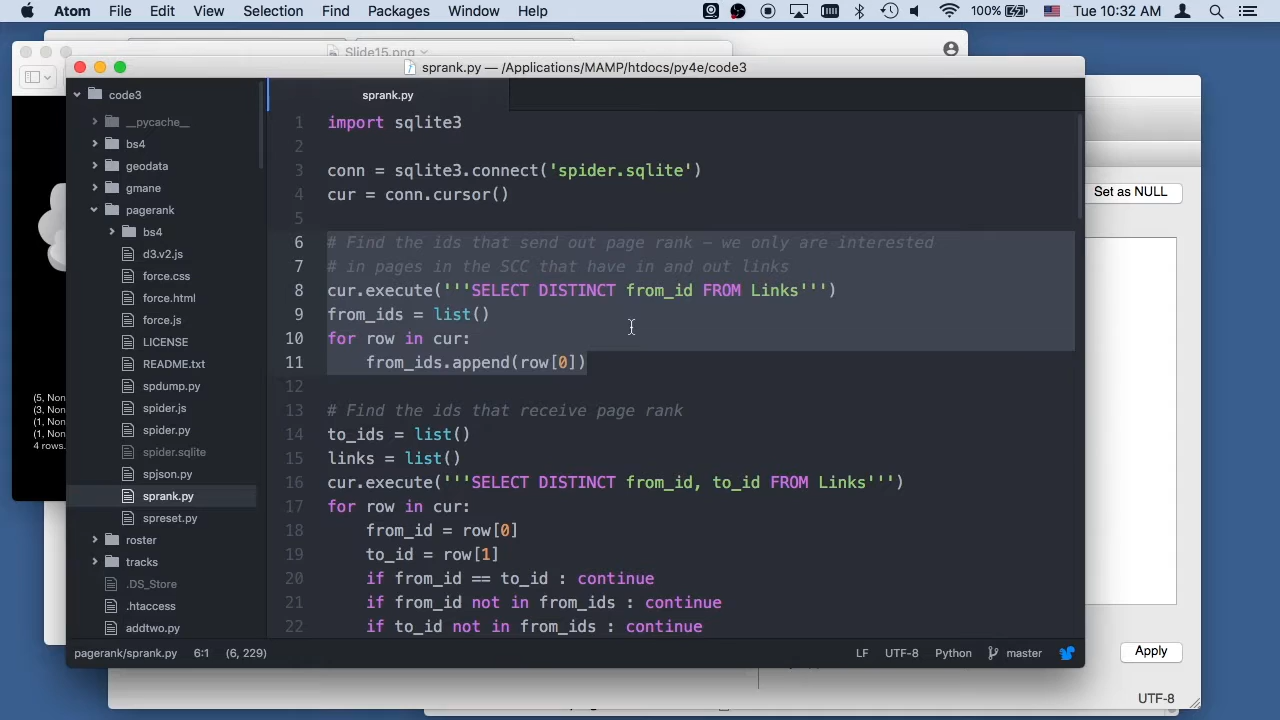 Atom File Edit View Selection Find Packages Window Help 100% Tue 10:32 AM
Slide15.png
sprank.py — /Applications/MAMP/htdocs/py4e/code3
code3
__pycache__
bs4
geodata
gmane
pagerank
bs4
d3.v2.js
force.css
force.html
force.js
LICENSE
README.txt
spdump.py
spider.js
spider.py
spider.sqlite
spjson.py
sprank.py
spreset.py
roster
tracks
.DS_Store
.htaccess
addtwo.py
sprank.py
1 import sqlite3
2
3 conn = sqlite3.connect('spider.sqlite')
4 cur = conn.cursor()
5
6 # Find the ids that send out page rank – we only are interested
7 # in pages in the SCC that have in and out links
8 cur.execute('''SELECT DISTINCT from_id FROM Links''')
9 from_ids = list()
10 for row in cur:
11 from_ids.append(row[0])
12
13 # Find the ids that receive page rank
14 to_ids = list()
15 links = list()
16 cur.execute('''SELECT DISTINCT from_id, to_id FROM Links''')
17 for row in cur:
18 from_id = row[0]
19 to_id = row[1]
20 if from_id == to_id : continue
21 if from_id not in from_ids : continue
22 if to_id not in from_ids : continue
pagerank/sprank.py 6:1 (6, 229) LF UTF-8 Python master
(5, Non
(3, Non
(1, Non
(1, Non
4 rows.
Set as NULL
Apply
UTF-8